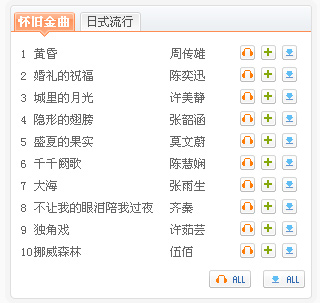 怀旧金曲 日式流行
1 黄昏 周传雄
2 婚礼的祝福 陈奕迅
3 城里的月光 许美静
4 隐形的翅膀 张韶涵
5 盛夏的果实 莫文蔚
6 千千阙歌 陈慧娴
7 大海 张雨生
8 不让我的眼泪陪我过夜 齐秦
9 独角戏 许茹芸
10 挪威森林 伍佰
ALL ALL